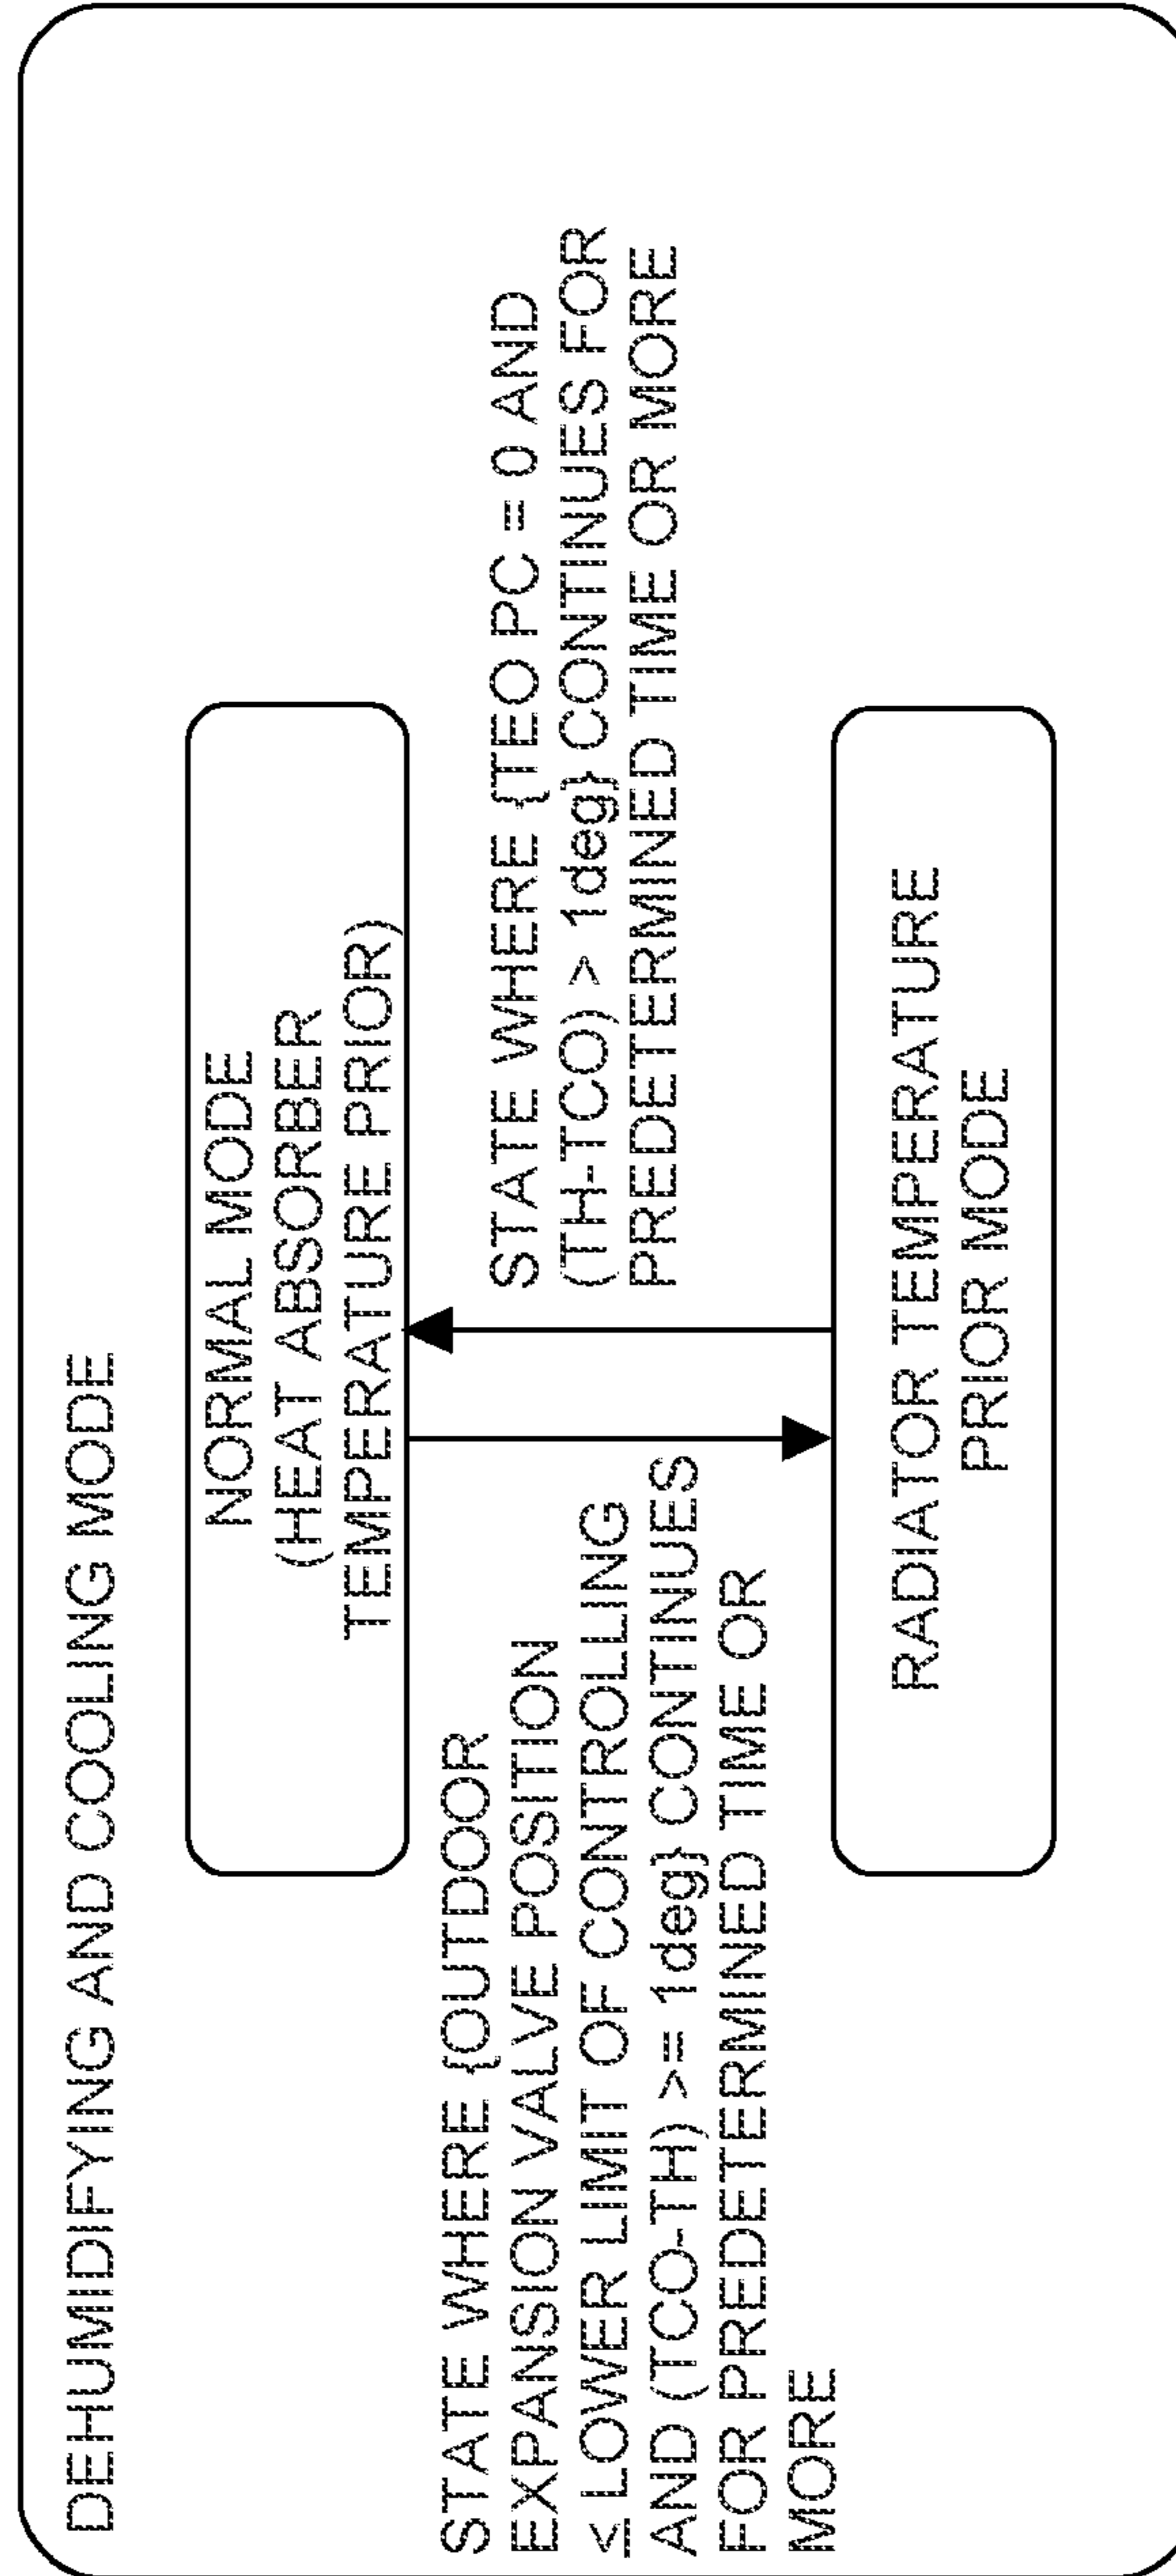 DEHUMIDIFYING AND COOLING MODE
NORMAL MODE
(HEAT ABSORBER
TEMPERATURE PRIOR)
STATE WHERE {OUTDOOR
EXPANSION VALVE POSITION
≤ LOWER LIMIT OF CONTROLLING
AND (TCO-TH) >= 1deg} CONTINUES
FOR PREDETERMINED TIME OR
MORE
STATE WHERE {TEO PC = 0 AND
(TH-TCO) > 1deg} CONTINUES FOR
PREDETERMINED TIME OR MORE
RADIATOR TEMPERATURE
PRIOR MODE